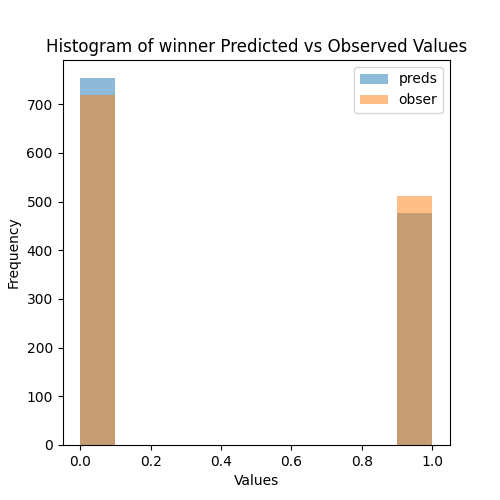 Histogram of winner Predicted vs Observed Values
preds
obser
700
600
500
400
300
200
100
0
Frequency
0.0 0.2 0.4 0.6 0.8 1.0
Values